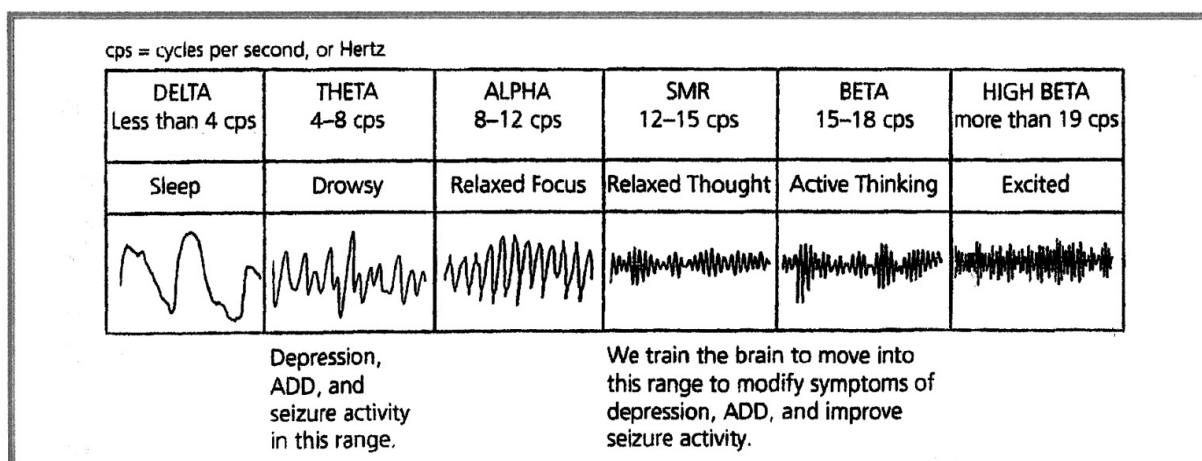 cps = cycles per second, or Hertz
DELTA
Less than 4 cps
THETA
4–8 cps
ALPHA
8–12 cps
SMR
12–15 cps
BETA
15–18 cps
HIGH BETA
more than 19 cps
Sleep
Drowsy
Relaxed Focus
Relaxed Thought
Active Thinking
Excited
Depression,
ADD, and
seizure activity
in this range.
We train the brain to move into
this range to modify symptoms of
depression, ADD, and improve
seizure activity.